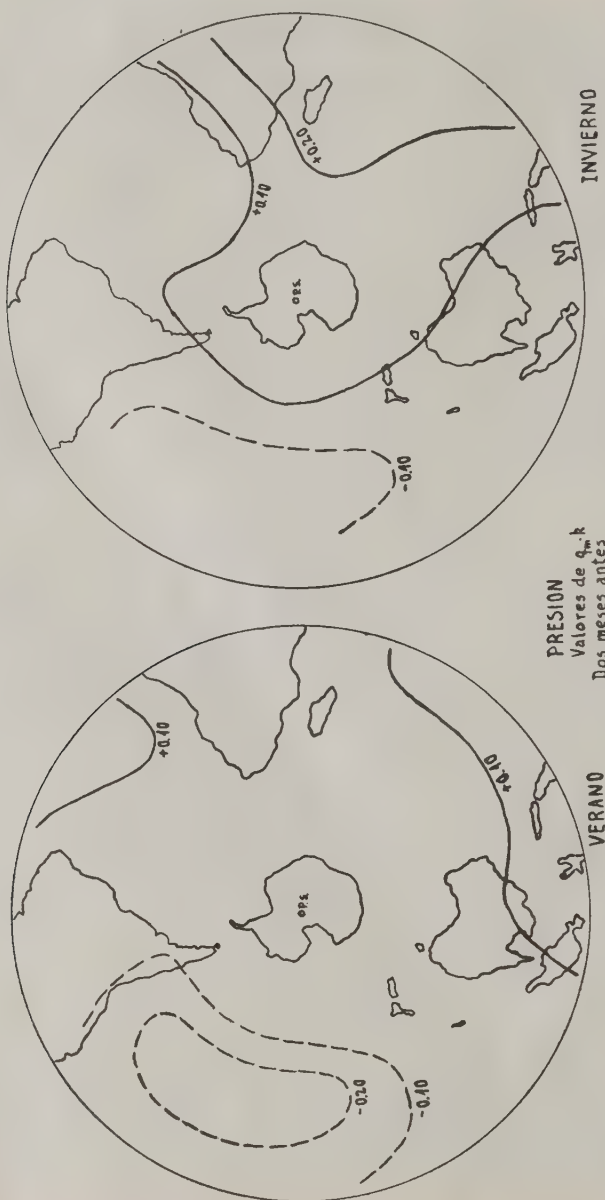 +0.10
O P.S.
-0.20
-0.10
+0.10
VERANO
PRESION
Valores de qm·k
Dos meses antes
+0.10
+0.20
O P.S.
-0.10
INVIERNO